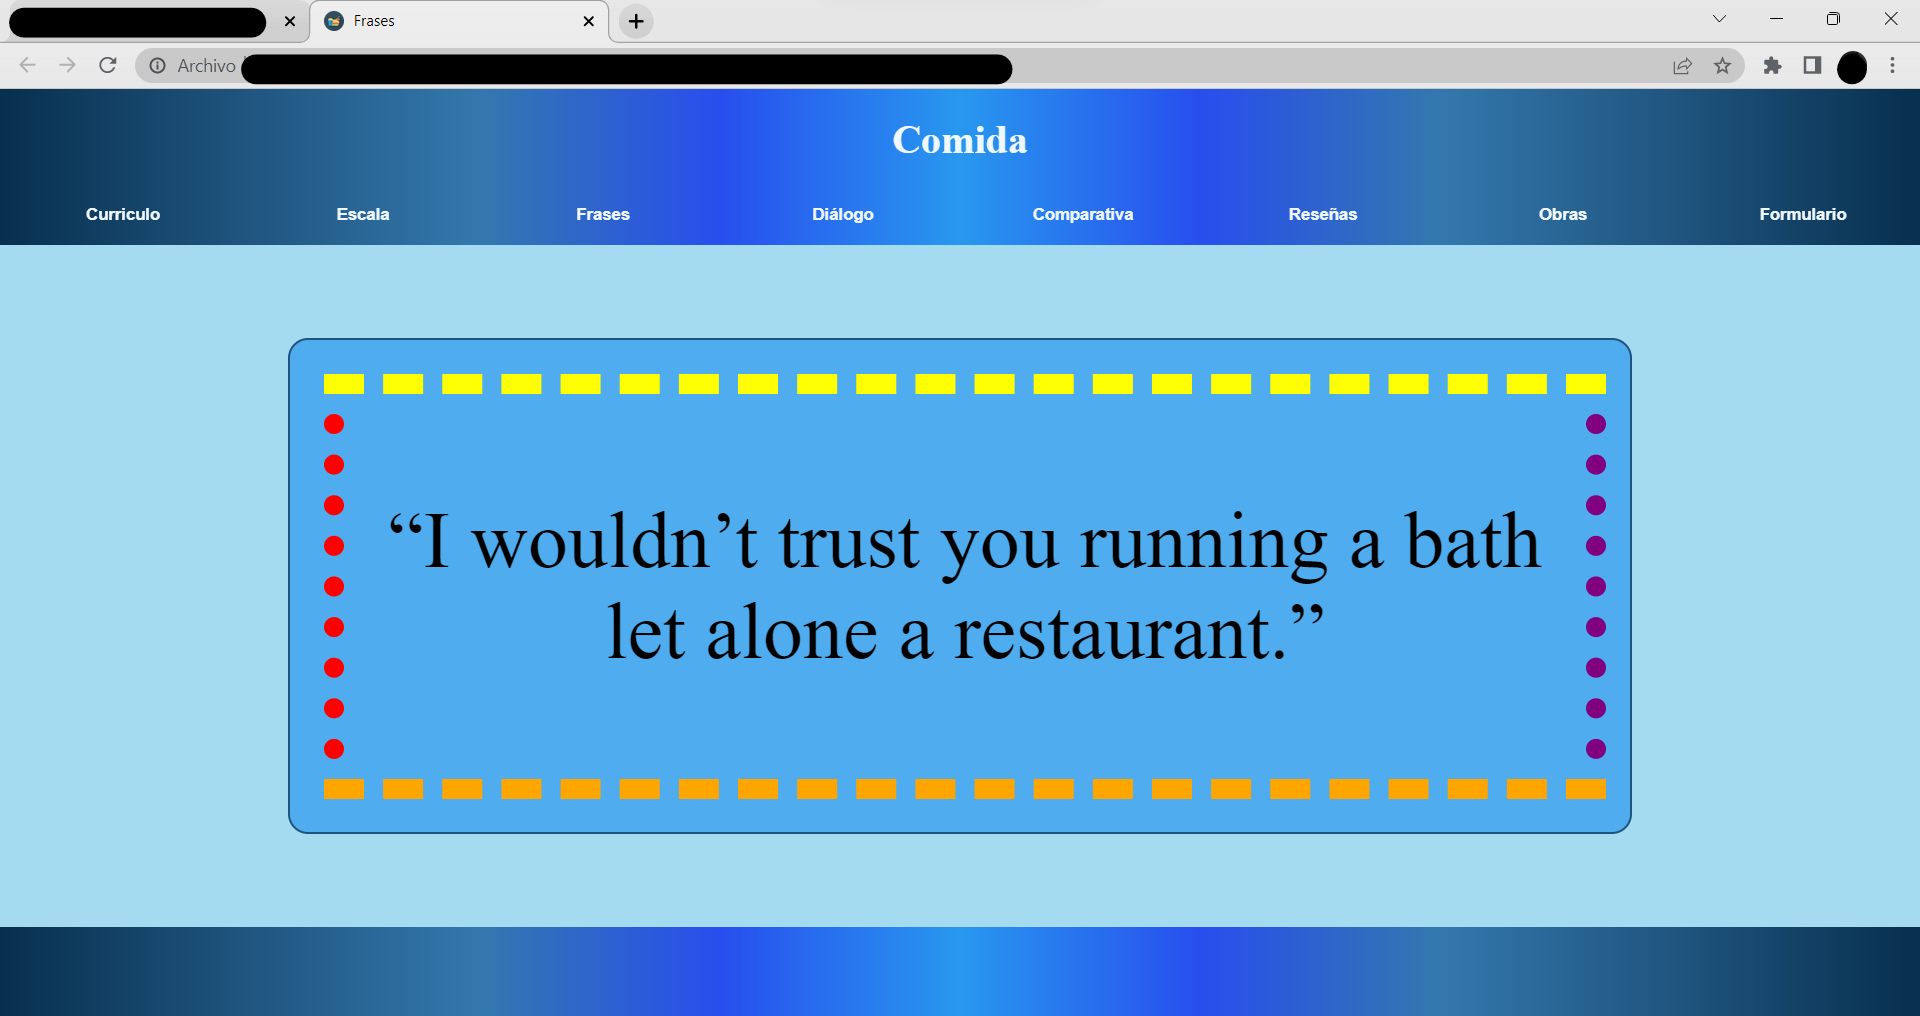 Frases
Archivo
Comida
Curriculo
Escala
Frases
Diálogo
Comparativa
Reseñas
Obras
Formulario
“I wouldn’t trust you running a bath
let alone a restaurant.”